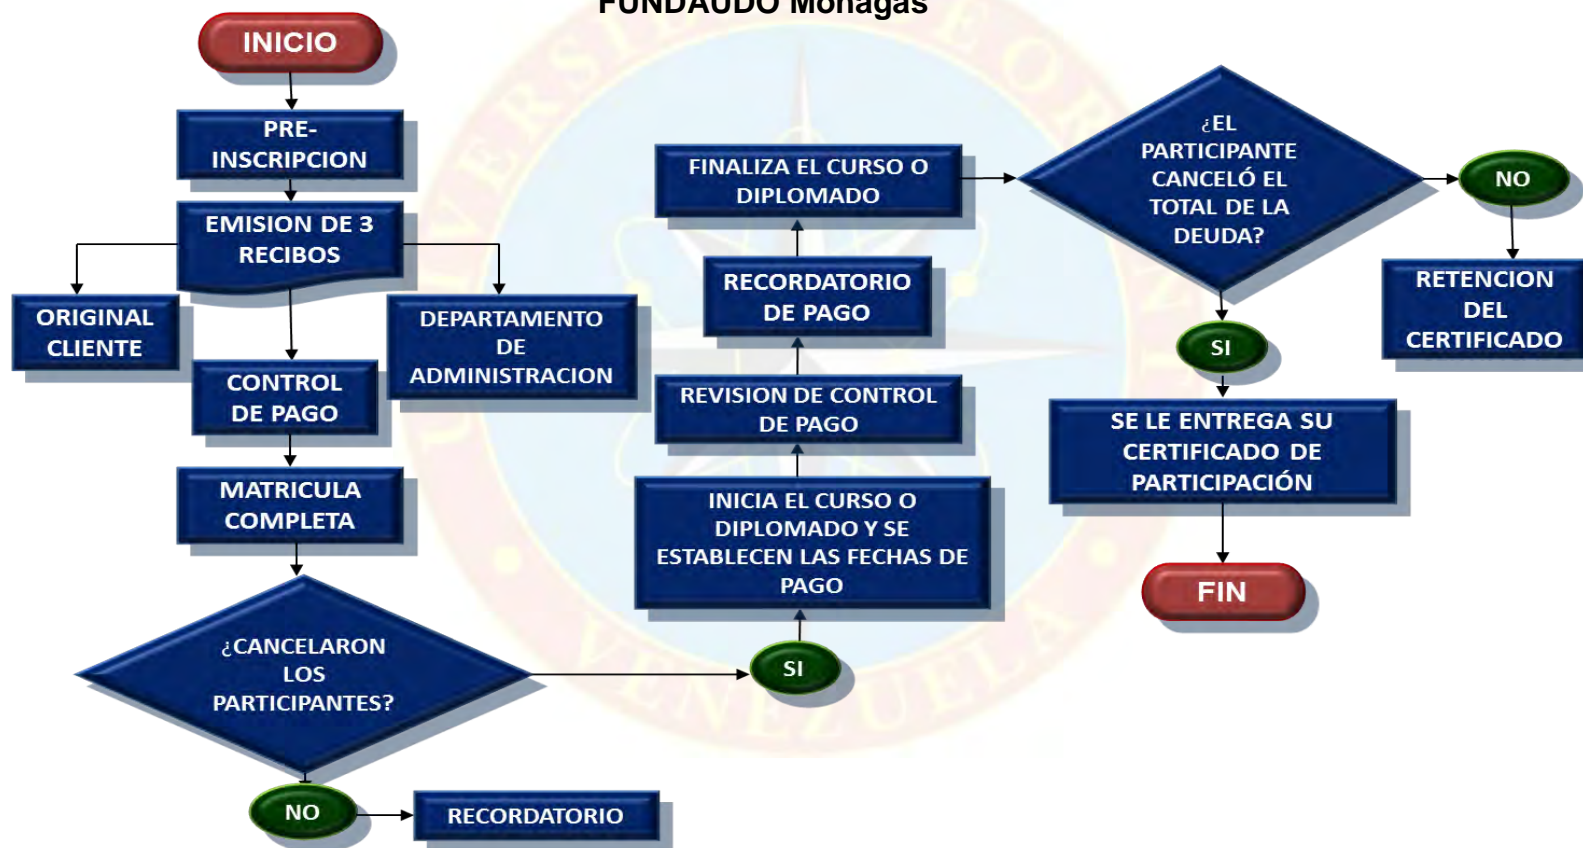 FUNDAUDO Monagas
INICIO
PRE-
INSCRIPCION
EMISION DE 3
RECIBOS
ORIGINAL
CLIENTE
DEPARTAMENTO
DE
ADMINISTRACION
CONTROL
DE PAGO
MATRICULA
COMPLETA
¿CANCELARON
LOS
PARTICIPANTES?
NO
RECORDATORIO
SI
INICIA EL CURSO O
DIPLOMADO Y SE
ESTABLECEN LAS FECHAS DE
PAGO
REVISION DE CONTROL
DE PAGO
RECORDATORIO
DE PAGO
FINALIZA EL CURSO O
DIPLOMADO
¿EL
PARTICIPANTE
CANCELÓ EL
TOTAL DE LA
DEUDA?
NO
RETENCION
DEL
CERTIFICADO
SI
SE LE ENTREGA SU
CERTIFICADO DE
PARTICIPACIÓN
FIN
VENEZUELA